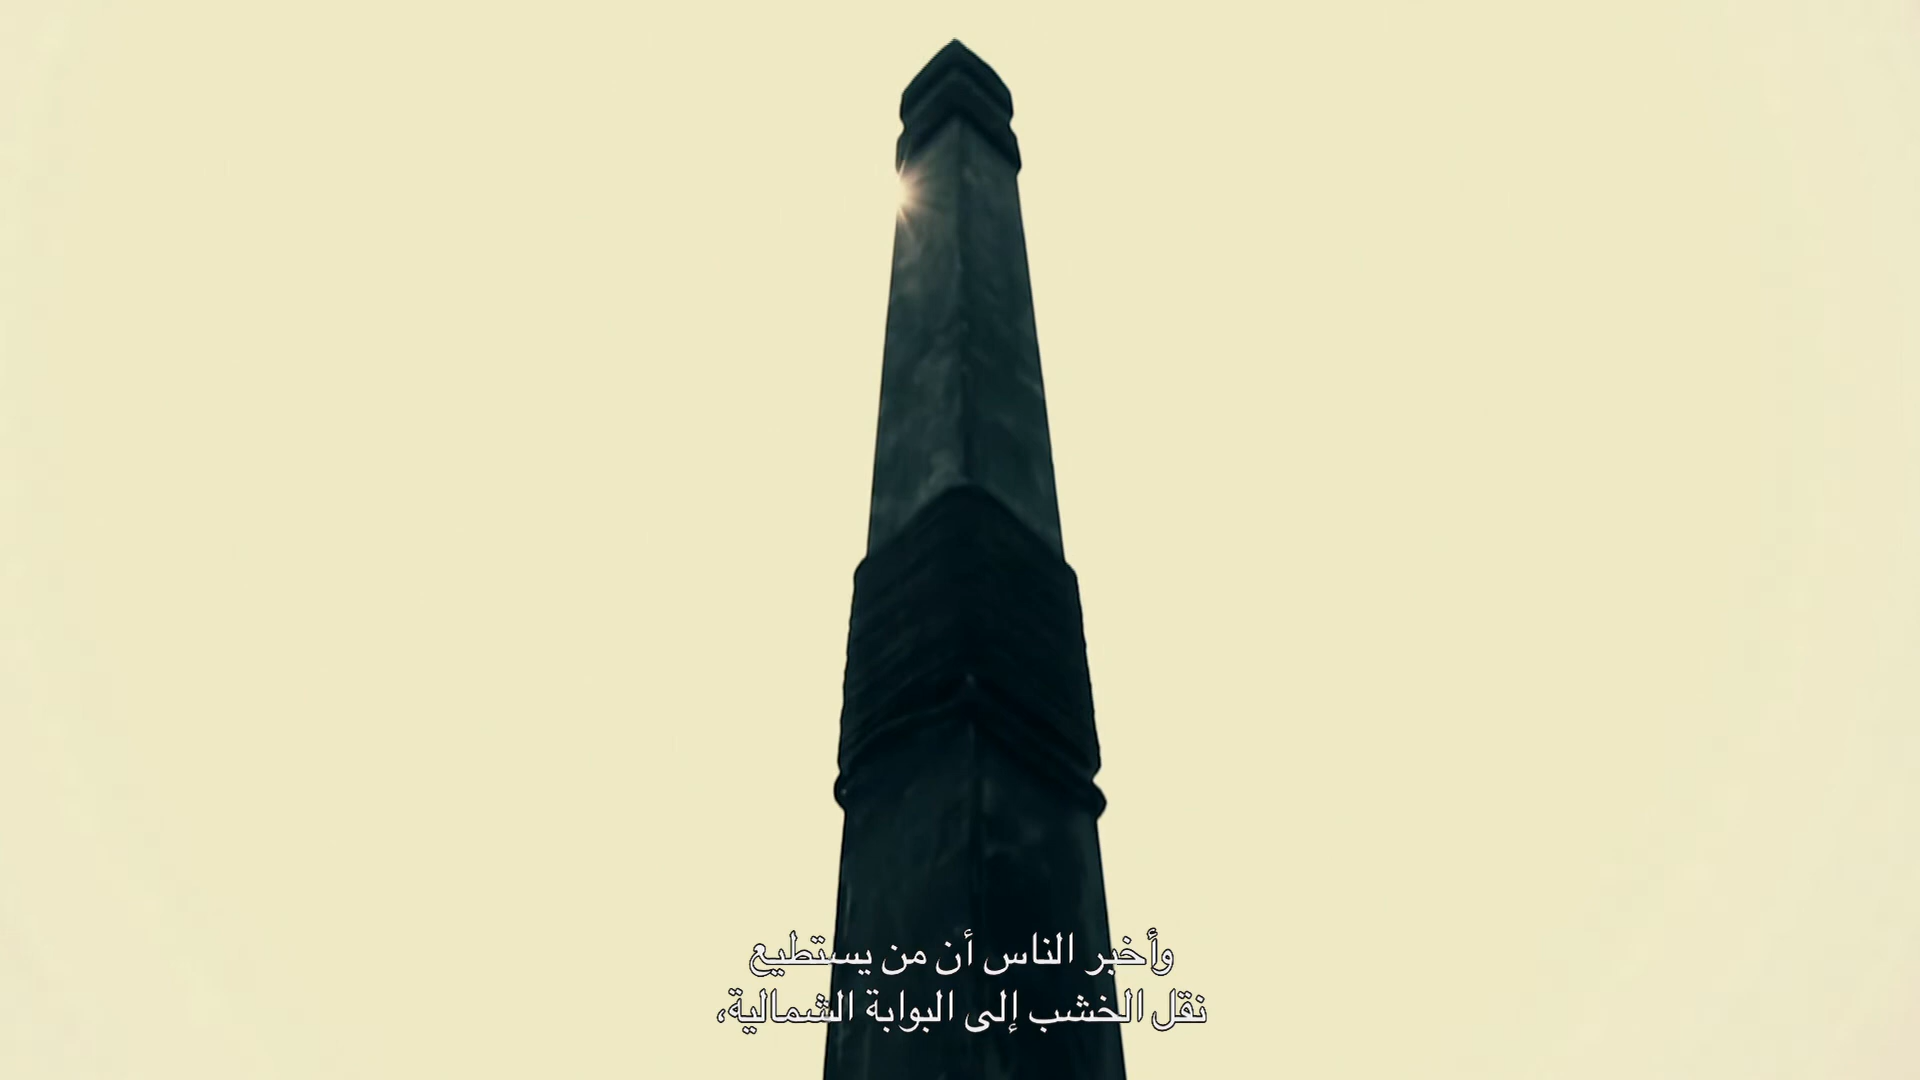 وأخبر الناس أن من يستطيع
نقل الخشب إلى البوابة الشمالية،